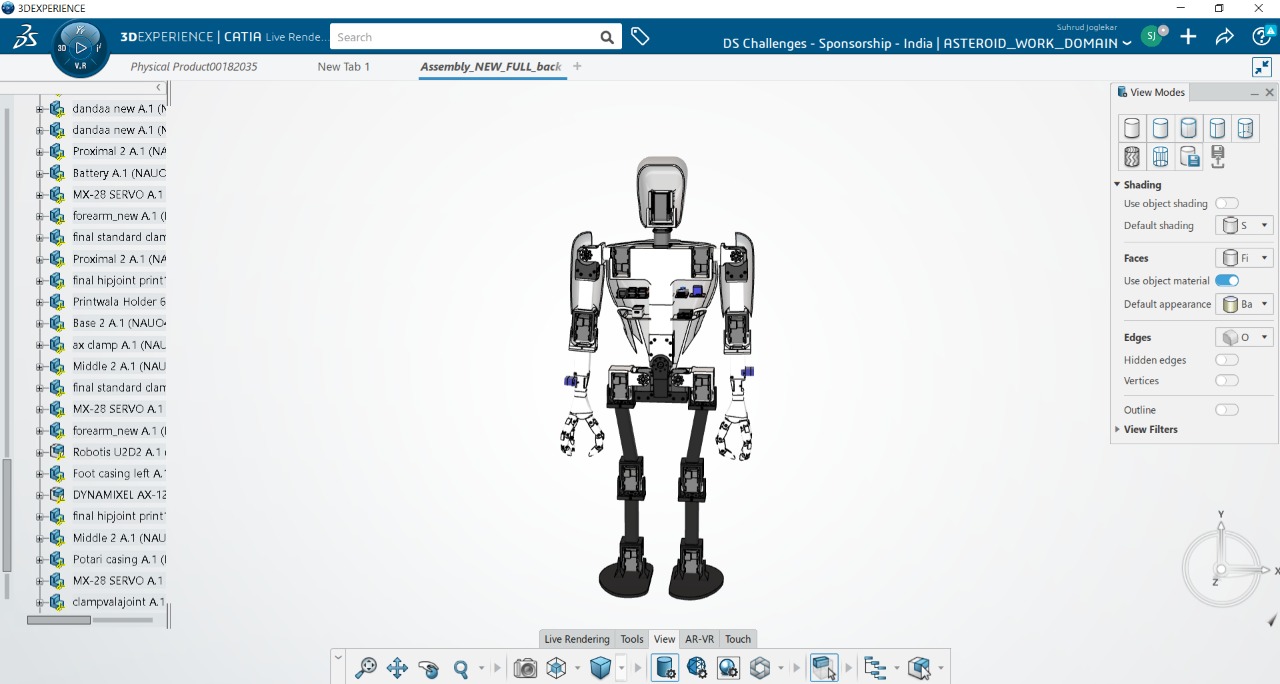 3DEXPERIENCE
3DEXPERIENCE | CATIA Live Rende...
Search
Suhrud Joglekar
DS Challenges - Sponsorship - India | ASTEROID_WORK_DOMAIN
SJ
3D
V.R
Physical Product00182035
New Tab 1
Assembly_NEW_FULL_back
dandaa new A.1 (N
dandaa new A.1 (N
Proximal 2 A.1 (NA
Battery A.1 (NAUO
MX-28 SERVO A.1
forearm_new A.1 (
final standard clam
Proximal 2 A.1 (NA
final hipjoint print
Printwala Holder 6
Base 2 A.1 (NAUO
ax clamp A.1 (NAU
Middle 2 A.1 (NAU
final standard clam
MX-28 SERVO A.1
forearm_new A.1 (
Robotis U2D2 A.1
Foot casing left A.
DYNAMIXEL AX-12
final hipjoint print
Middle 2 A.1 (NAU
Potari casing A.1 (
MX-28 SERVO A.1
clampvalajoint A.1
View Modes
Shading
Use object shading
Default shading
S
Faces
Fi
Use object material
Default appearance
Ba
Edges
O
Hidden edges
Vertices
Outline
View Filters
Y
X
Z
Live Rendering
Tools
View
AR-VR
Touch